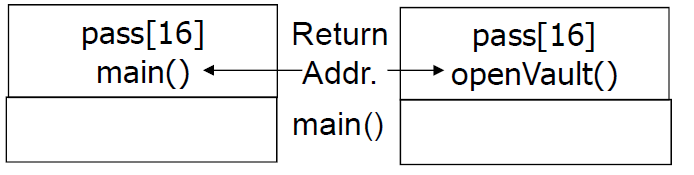 pass[16]
main()
Return
Addr.
main()
pass[16]
openVault()